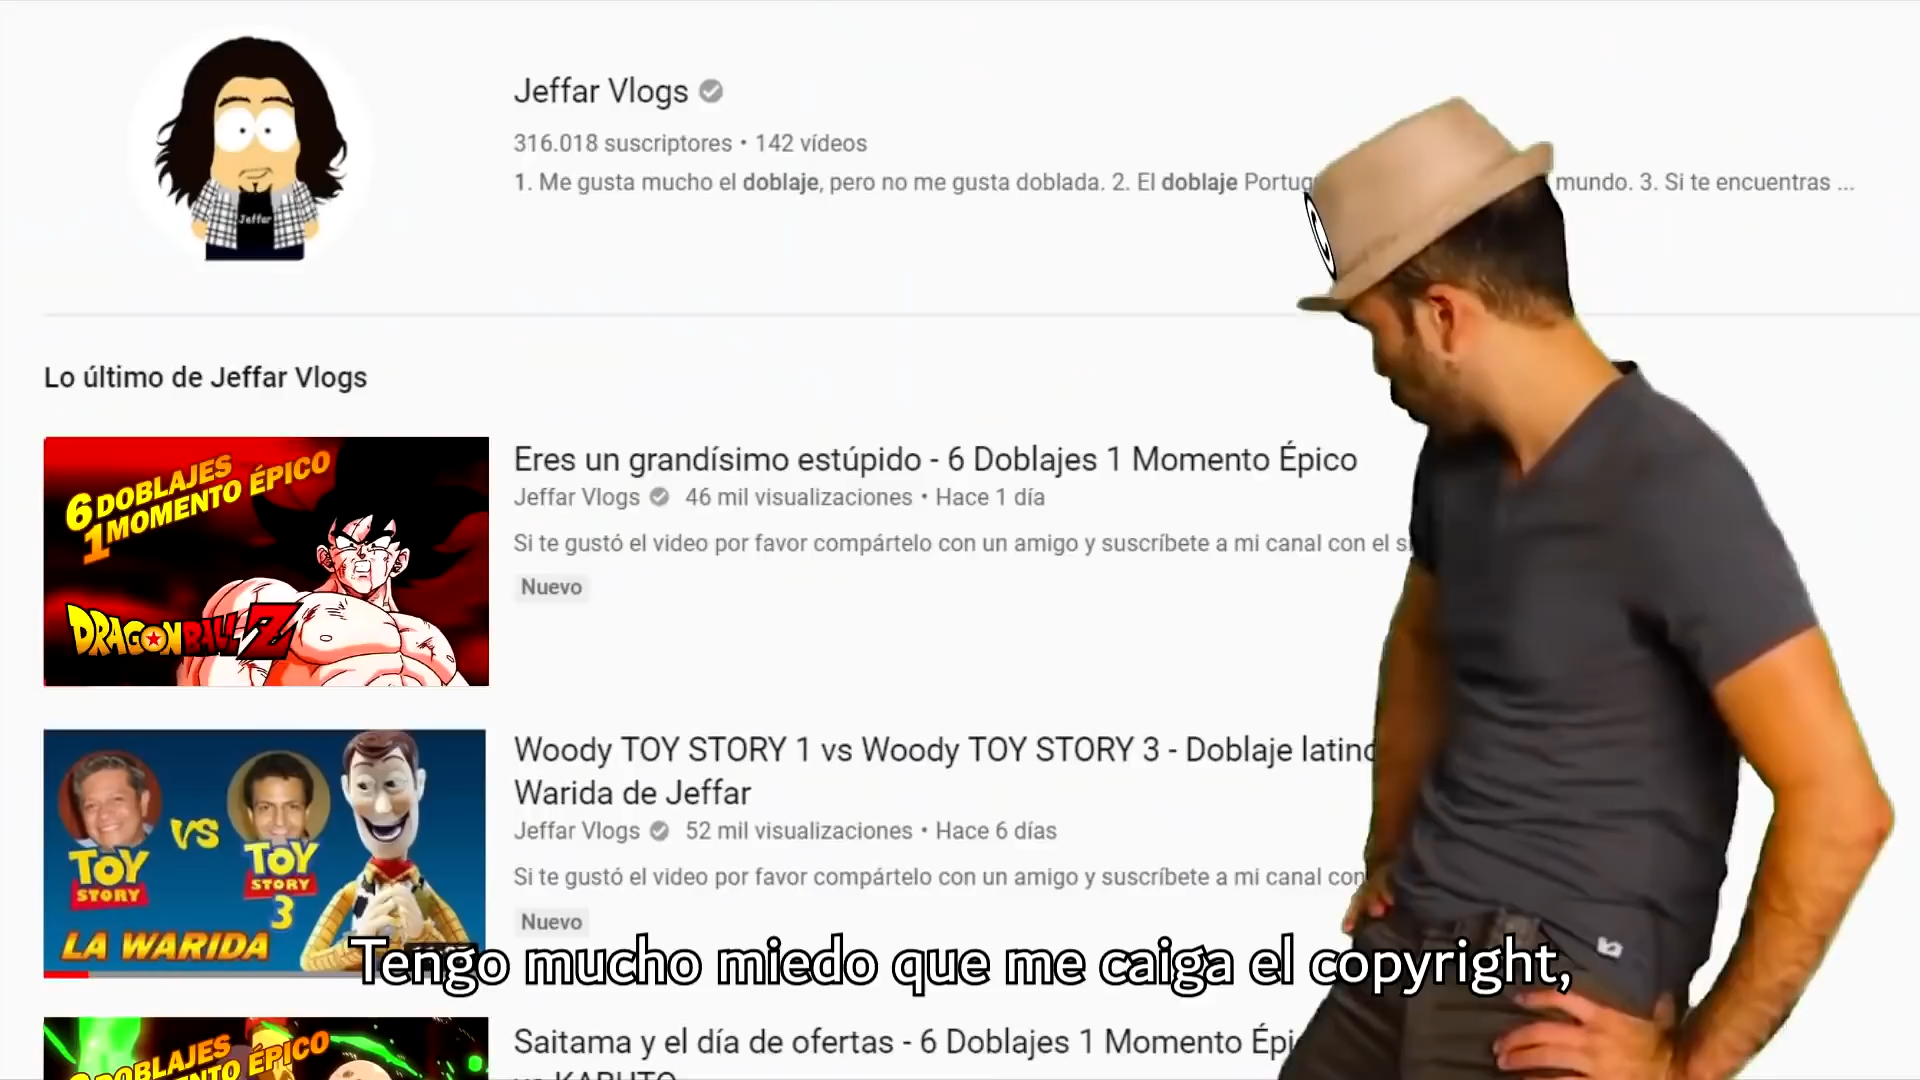 Jeffar Vlogs
316.018 suscriptores • 142 vídeos
1. Me gusta mucho el doblaje, pero no me gusta doblada. 2. El doblaje Portug mundo. 3. Si te encuentras ...
Jeffar
Lo último de Jeffar Vlogs
6 DOBLAJES
1 MOMENTO ÉPICO
DRAGON BALL Z
Eres un grandísimo estúpido - 6 Doblajes 1 Momento Épico
Jeffar Vlogs 46 mil visualizaciones • Hace 1 día
Si te gustó el video por favor compártelo con un amigo y suscríbete a mi canal con el
Nuevo
VS
TOY
STORY
TOY
STORY
3
LA WARIDA
Woody TOY STORY 1 vs Woody TOY STORY 3 - Doblaje latino
Warida de Jeffar
Jeffar Vlogs 52 mil visualizaciones • Hace 6 días
Si te gustó el video por favor compártelo con un amigo y suscríbete a mi canal con
Nuevo
Tengo mucho miedo que me caiga el copyright,
DOBLAJES
MOMENTO ÉPICO
Saitama y el día de ofertas - 6 Doblajes 1 Momento Épi
vs KABUTO